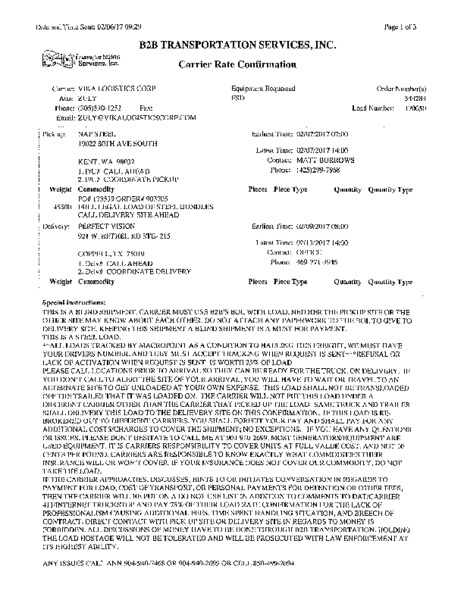 Date and Time Sent: 02/06/17 09:29
Page 1 of 3
B2B TRANSPORTATION SERVICES, INC.
Transportation Services, Inc.
Carrier Rate Confirmation
Carrier: VIKA LOGISTICS CORP
Equipment Requested
Order Number(s)
Attn: ZULY
FSD
Phone: (305)530-1252 Fax:
Load Number:
Email: ZULY@VIKALOGISTICSCORP.COM
Pick up: NAP STEEL
Earliest Time: 02/07/2017 07:00
19022 80TH AVE SOUTH
Latest Time: 02/07/2017 14:00
KENT, WA 98032
Contact: MATT BURROWS
1. CALL AHEAD
Phone: (425)299-7968
2. COORDINATE PICKUP
Weight Commodity
Pieces Piece Type Quantity Quantity Type
PO# ORDER#
FULL LEGAL LOAD OF STEEL BUNDLES
CALL DELIVERY SITE AHEAD
Delivery: PERFECT VISION
Earliest Time: 02/09/2017 08:00
921 W. BETHEL RD STE- 215
Latest Time: 02/13/2017 14:00
COPPELL, TX 75019
Contact: OFFICE
1. Drive CALL AHEAD
Phone: 469
2. Drive COORDINATE DELIVERY
Weight Commodity
Pieces Piece Type Quantity Quantity Type
Special instructions:
THIS IS A BLIND SHIPMENT. CARRIER MUST USE B2B'S BOL WITH LOAD. NEITHER THE PICKUP SITE OR THE
OTHER SITE MAY KNOW ABOUT EACH OTHER. DO NOT ATTACH ANY PAPERWORK TO THE BOL TO GIVE TO
DELIVERY SITE. KEEPING THIS SHIPMENT A BLIND SHIPMENT IS A MUST FOR PAYMENT.
THIS IS A STEEL LOAD.
**ALL LOADS TRACKED BY MACROPOINT AS A CONDITION TO HAULING THIS FREIGHT, WE MUST HAVE
YOUR DRIVERS NUMBER, AND THEY MUST ACCEPT TRACKING WHEN REQUEST IS SENT**REFUSAL OR
LACK OF ACTIVATION WHEN REQUEST IS SENT IS WORTH 25% OF LOAD
PLEASE CALL LOCATIONS PRIOR TO ARRIVAL SO THEY CAN BE READY FOR THE TRUCK. ON DELIVERY, IF
YOU DON'T CALL TO ALERT THE SITE OF YOUR ARRIVAL, YOU WILL HAVE TO WAIT OR TRAVEL TO AN
ALTERNATE SITE TO GET UNLOADED AT YOUR OWN EXPENSE. THIS LOAD SHALL NOT BE TRANSLOADED
OFF THE TRAILER THAT IT WAS LOADED ON. THE CARRIER WILL NOT PUT THIS LOAD UNDER A
DIFFERENT CARRIER OTHER THAN THE CARRIER THAT PICKED UP THE LOAD. SAME TRUCK AND TRAILER
SHALL DELIVERY THIS LOAD TO THE DELIVERY SITE ON THIS CONFIRMATION. IF THIS LOAD IS RE-
BROKERED OUT TO DIFFERENT CARRIERS, YOU SHALL FORFEIT YOUR PAY AND SHALL PAY FOR ANY
ADDITIONAL COSTS/CHARGES TO COVER THE SHIPMENT; NO EXCEPTIONS. IF YOU HAVE ANY QUESTIONS
OR ISSUES, PLEASE DON'T HESITATE TO CALL ME AT 904-940-2699. MOST GENERATORS/EQUIPMENT ARE
USED EQUIPMENT. IT IS CARRIERS RESPONSIBILITY TO COVER UNITS AT FULL VALUE COST, AND NOT 50
CENTS PER POUND. CARRIERS ARE RESPONSIBLE TO KNOW EXACTLY WHAT COMMODITIES THEIR
INSURANCE WILL OR WON'T COVER. IF YOUR INSURANCE DOES NOT COVER OUR COMMODITY, DO NOT
TAKE THE LOAD.
IF THE CARRIER APPROACHES, DISCUSSES, HINTS TO OR INITIATES CONVERSATION IN REGARDS TO
PAYMENT FOR LOAD, COST OF TRANSPORT, OR PERSONAL PAYMENTS FOR DETENTION OR OTHER FEES,
THEN THE CARRIER WILL BE PUT ON A DO NOT USE LIST IN ADDITION TO COMMENTS TO DAT/CARRIER
411/INTERNET TRUCKSTOP AND PAY 25% OF THEIR LOAD RATE CONFIRMATION FOR THE LACK OF
PROFESSIONALISM CAUSING ADDITIONAL FEES, TIME SPENT HANDLING SITUATION, AND BREECH OF
CONTRACT. DIRECT CONTACT WITH PICK UP SITE OR DELIVERY SITE IN REGARDS TO MONEY IS
FORBIDDEN. ALL DISCUSSIONS OF MONEY HAVE TO BE DONE THROUGH B2B TRANSPORTATION. HOLDING
THE LOAD HOSTAGE WILL NOT BE TOLERATED AND WILL BE PROSECUTED WITH LAW ENFORCEMENT AT
ITS HIGHEST ABILITY.
ANY ISSUES CALL ANN 904-940-7468 OR 904-940-2699 OR CELL